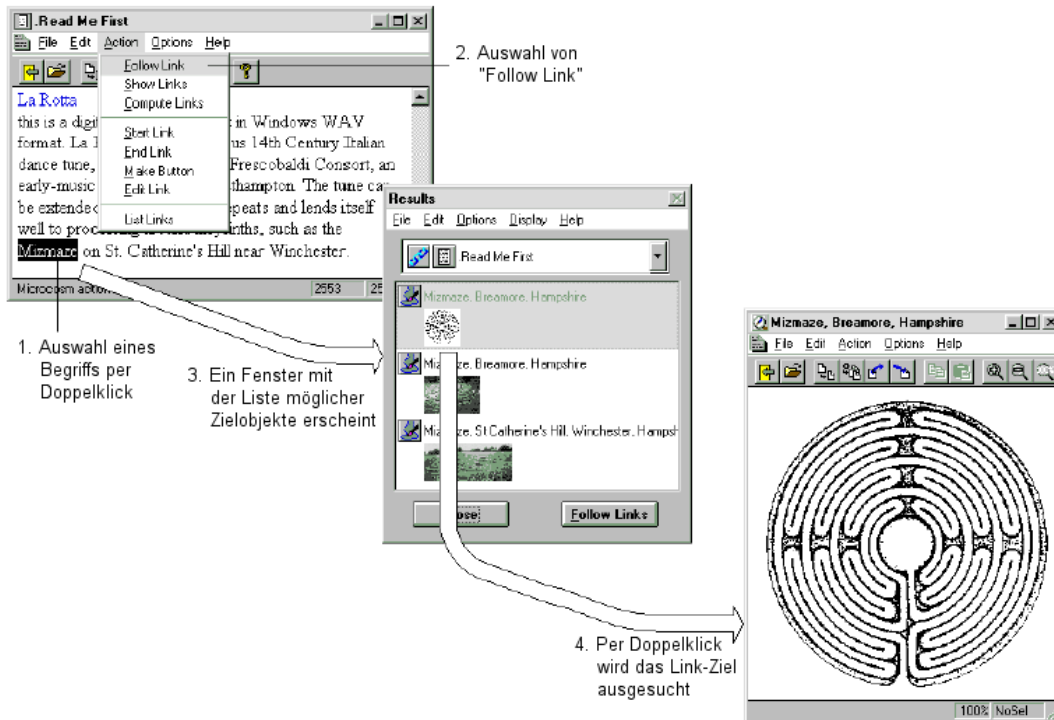 .Read Me First
File Edit Action Options Help
Follow Link
Show Links
Compute Links
Start Link
End Link
Make Button
Edit Link
List Links
La Rotta
this is a digit in Windows WAV
format. La us 14th Century Italian
dance tune, Frescobaldi Consort, an
early-music thampton. The tune can
be extended epeats and lends itself
well to such as the
Mizmaze on St. Catherine's Hill near Winchester.
Microcosm action 2553
1. Auswahl eines
Begriffs per
Doppelklick
2. Auswahl von
"Follow Link"
3. Ein Fenster mit
der Liste möglicher
Zielobjekte erscheint
Results
File Edit Options Display Help
.Read Me First
Mizmaze, Breamore, Hampshire
Mizmaze, Breamore, Hampshire
Mizmaze, St Catherine's Hill, Winchester, Hampsh
Close Follow Links
4. Per Doppelklick
wird das Link-Ziel
ausgesucht
Mizmaze, Breamore, Hampshire
File Edit Action Options Help
100% NoSel